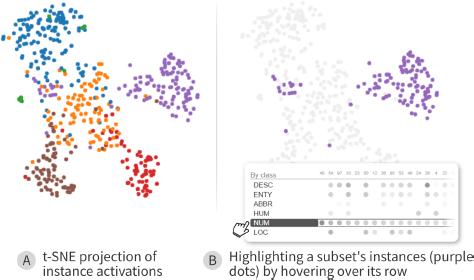 By class
DESC
ENTY
ABBR
HUM
NUM
LOC
A t-SNE projection of
instance activations
B Highlighting a subset's instances (purple
dots) by hovering over its row